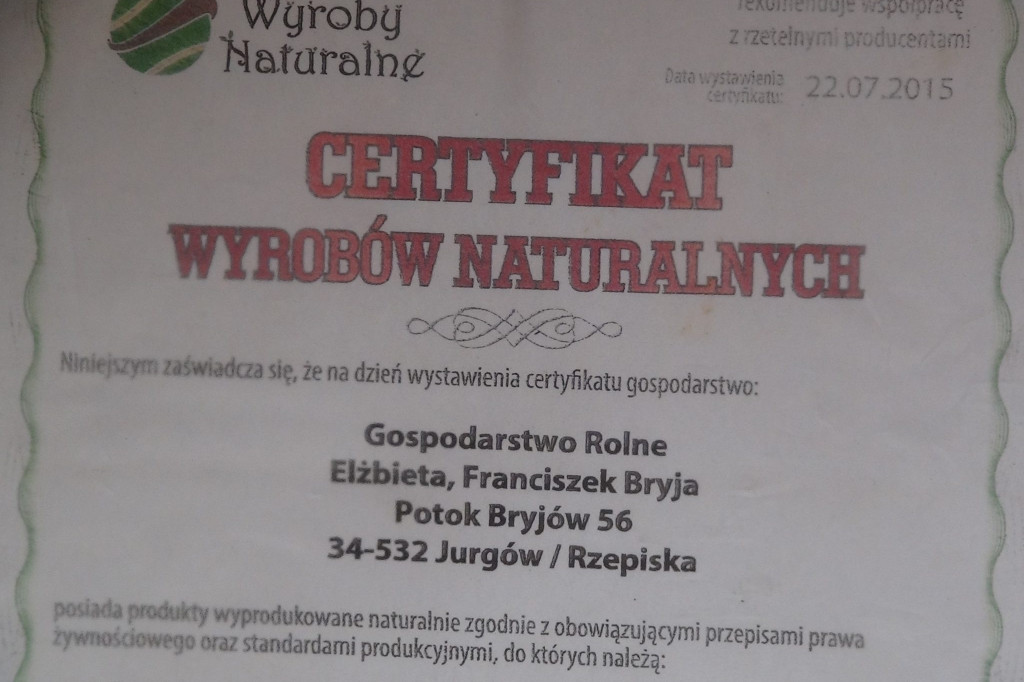 Wyroby
Naturalne
rekomenduje współpracę
z rzetelnymi producentami
Data wystawienia
certyfikatu:
22.07.2015
CERTYFIKAT
WYROBÓW NATURALNYCH
Niniejszym zaświadcza się, że na dzień wystawienia certyfikatu gospodarstwo:
Gospodarstwo Rolne
Elżbieta, Franciszek Bryja
Potok Bryjów 56
34-532 Jurgów / Rzepiska
posiada produkty wyprodukowane naturalnie zgodnie z obowiązującymi przepisami prawa
żywnościowego oraz standardami produkcyjnymi, do których należą: